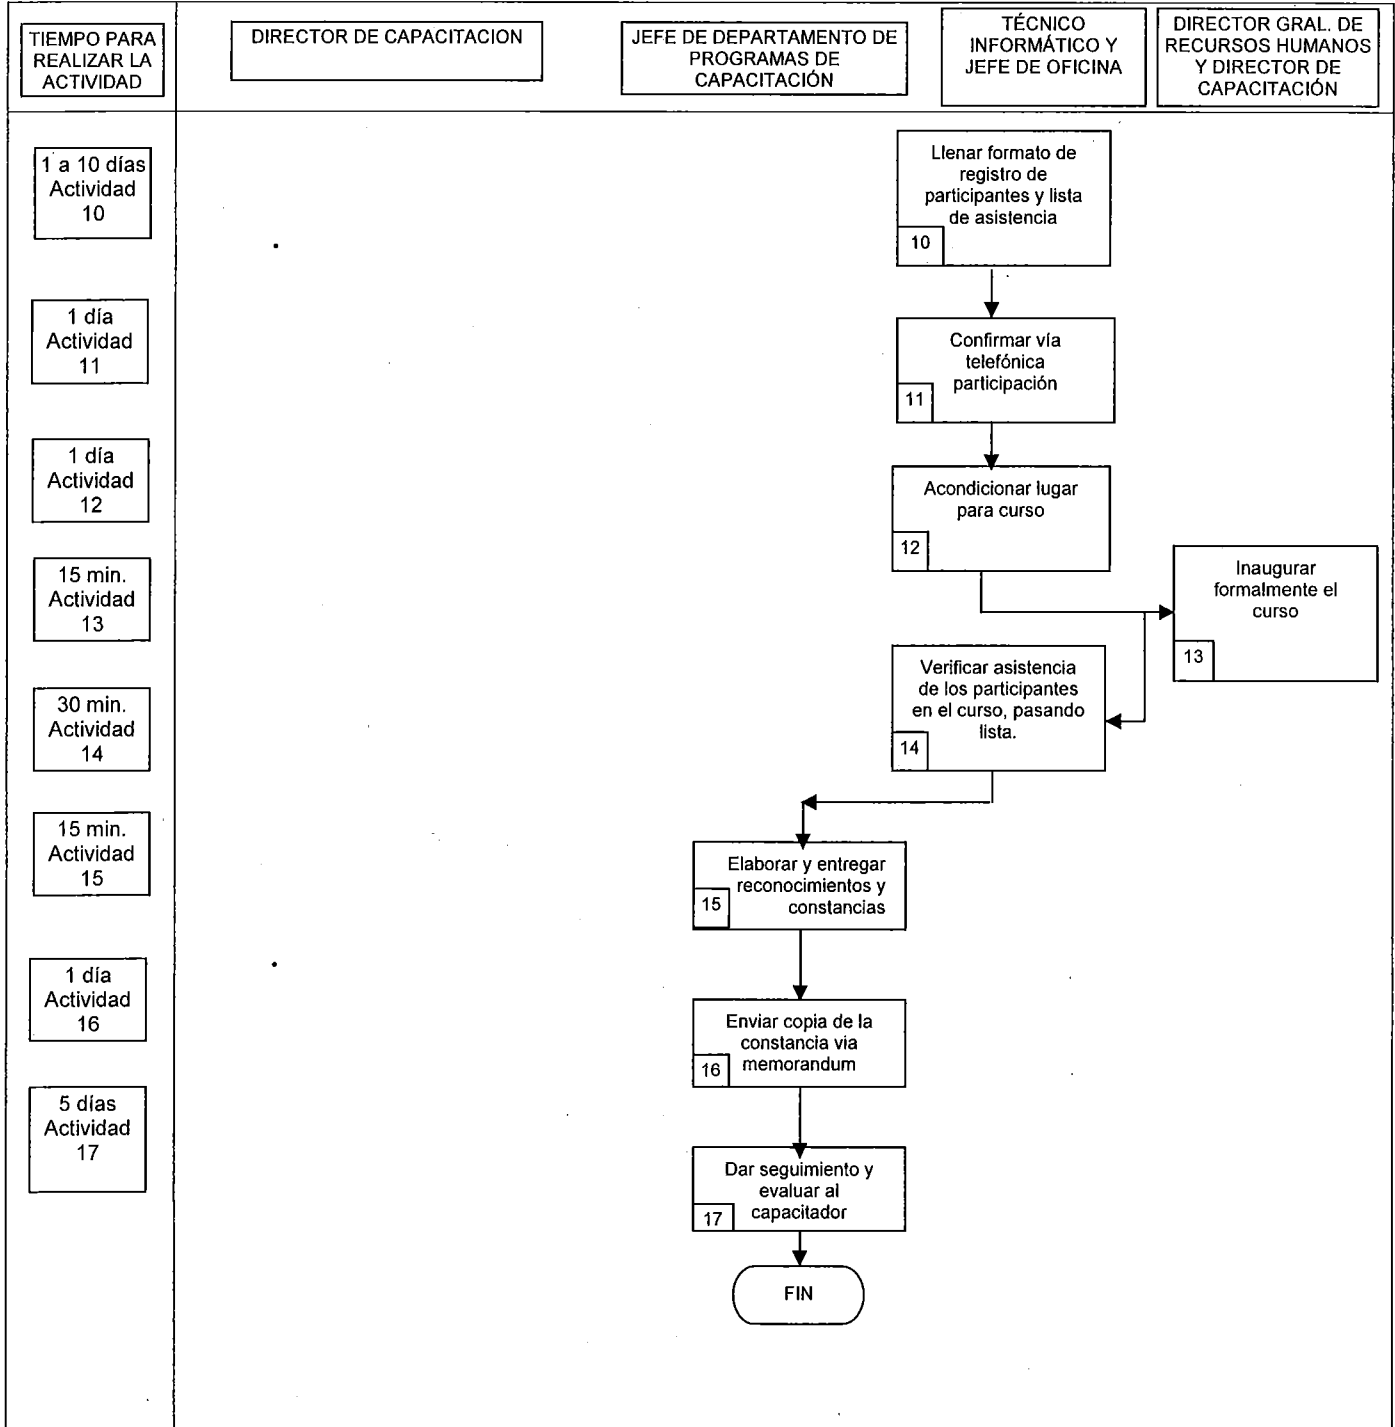 TIEMPO PARA
REALIZAR LA
ACTIVIDAD
DIRECTOR DE CAPACITACION
JEFE DE DEPARTAMENTO DE
PROGRAMAS DE
CAPACITACIÓN
TÉCNICO
INFORMÁTICO Y
JEFE DE OFICINA
DIRECTOR GRAL. DE
RECURSOS HUMANOS
Y DIRECTOR DE
CAPACITACIÓN
1 a 10 días
Actividad
10
Llenar formato de
registro de
participantes y lista
de asistencia
10
1 día
Actividad
11
Confirmar vía
telefónica
participación
11
1 día
Actividad
12
Acondicionar lugar
para curso
12
15 min.
Actividad
13
Inaugurar
formalmente el
curso
13
30 min.
Actividad
14
Verificar asistencia
de los participantes
en el curso, pasando
lista.
14
15 min.
Actividad
15
Elaborar y entregar
reconocimientos y
constancias
15
1 día
Actividad
16
Enviar copia de la
constancia via
memorandum
16
5 días
Actividad
17
Dar seguimiento y
evaluar al
capacitador
17
FIN